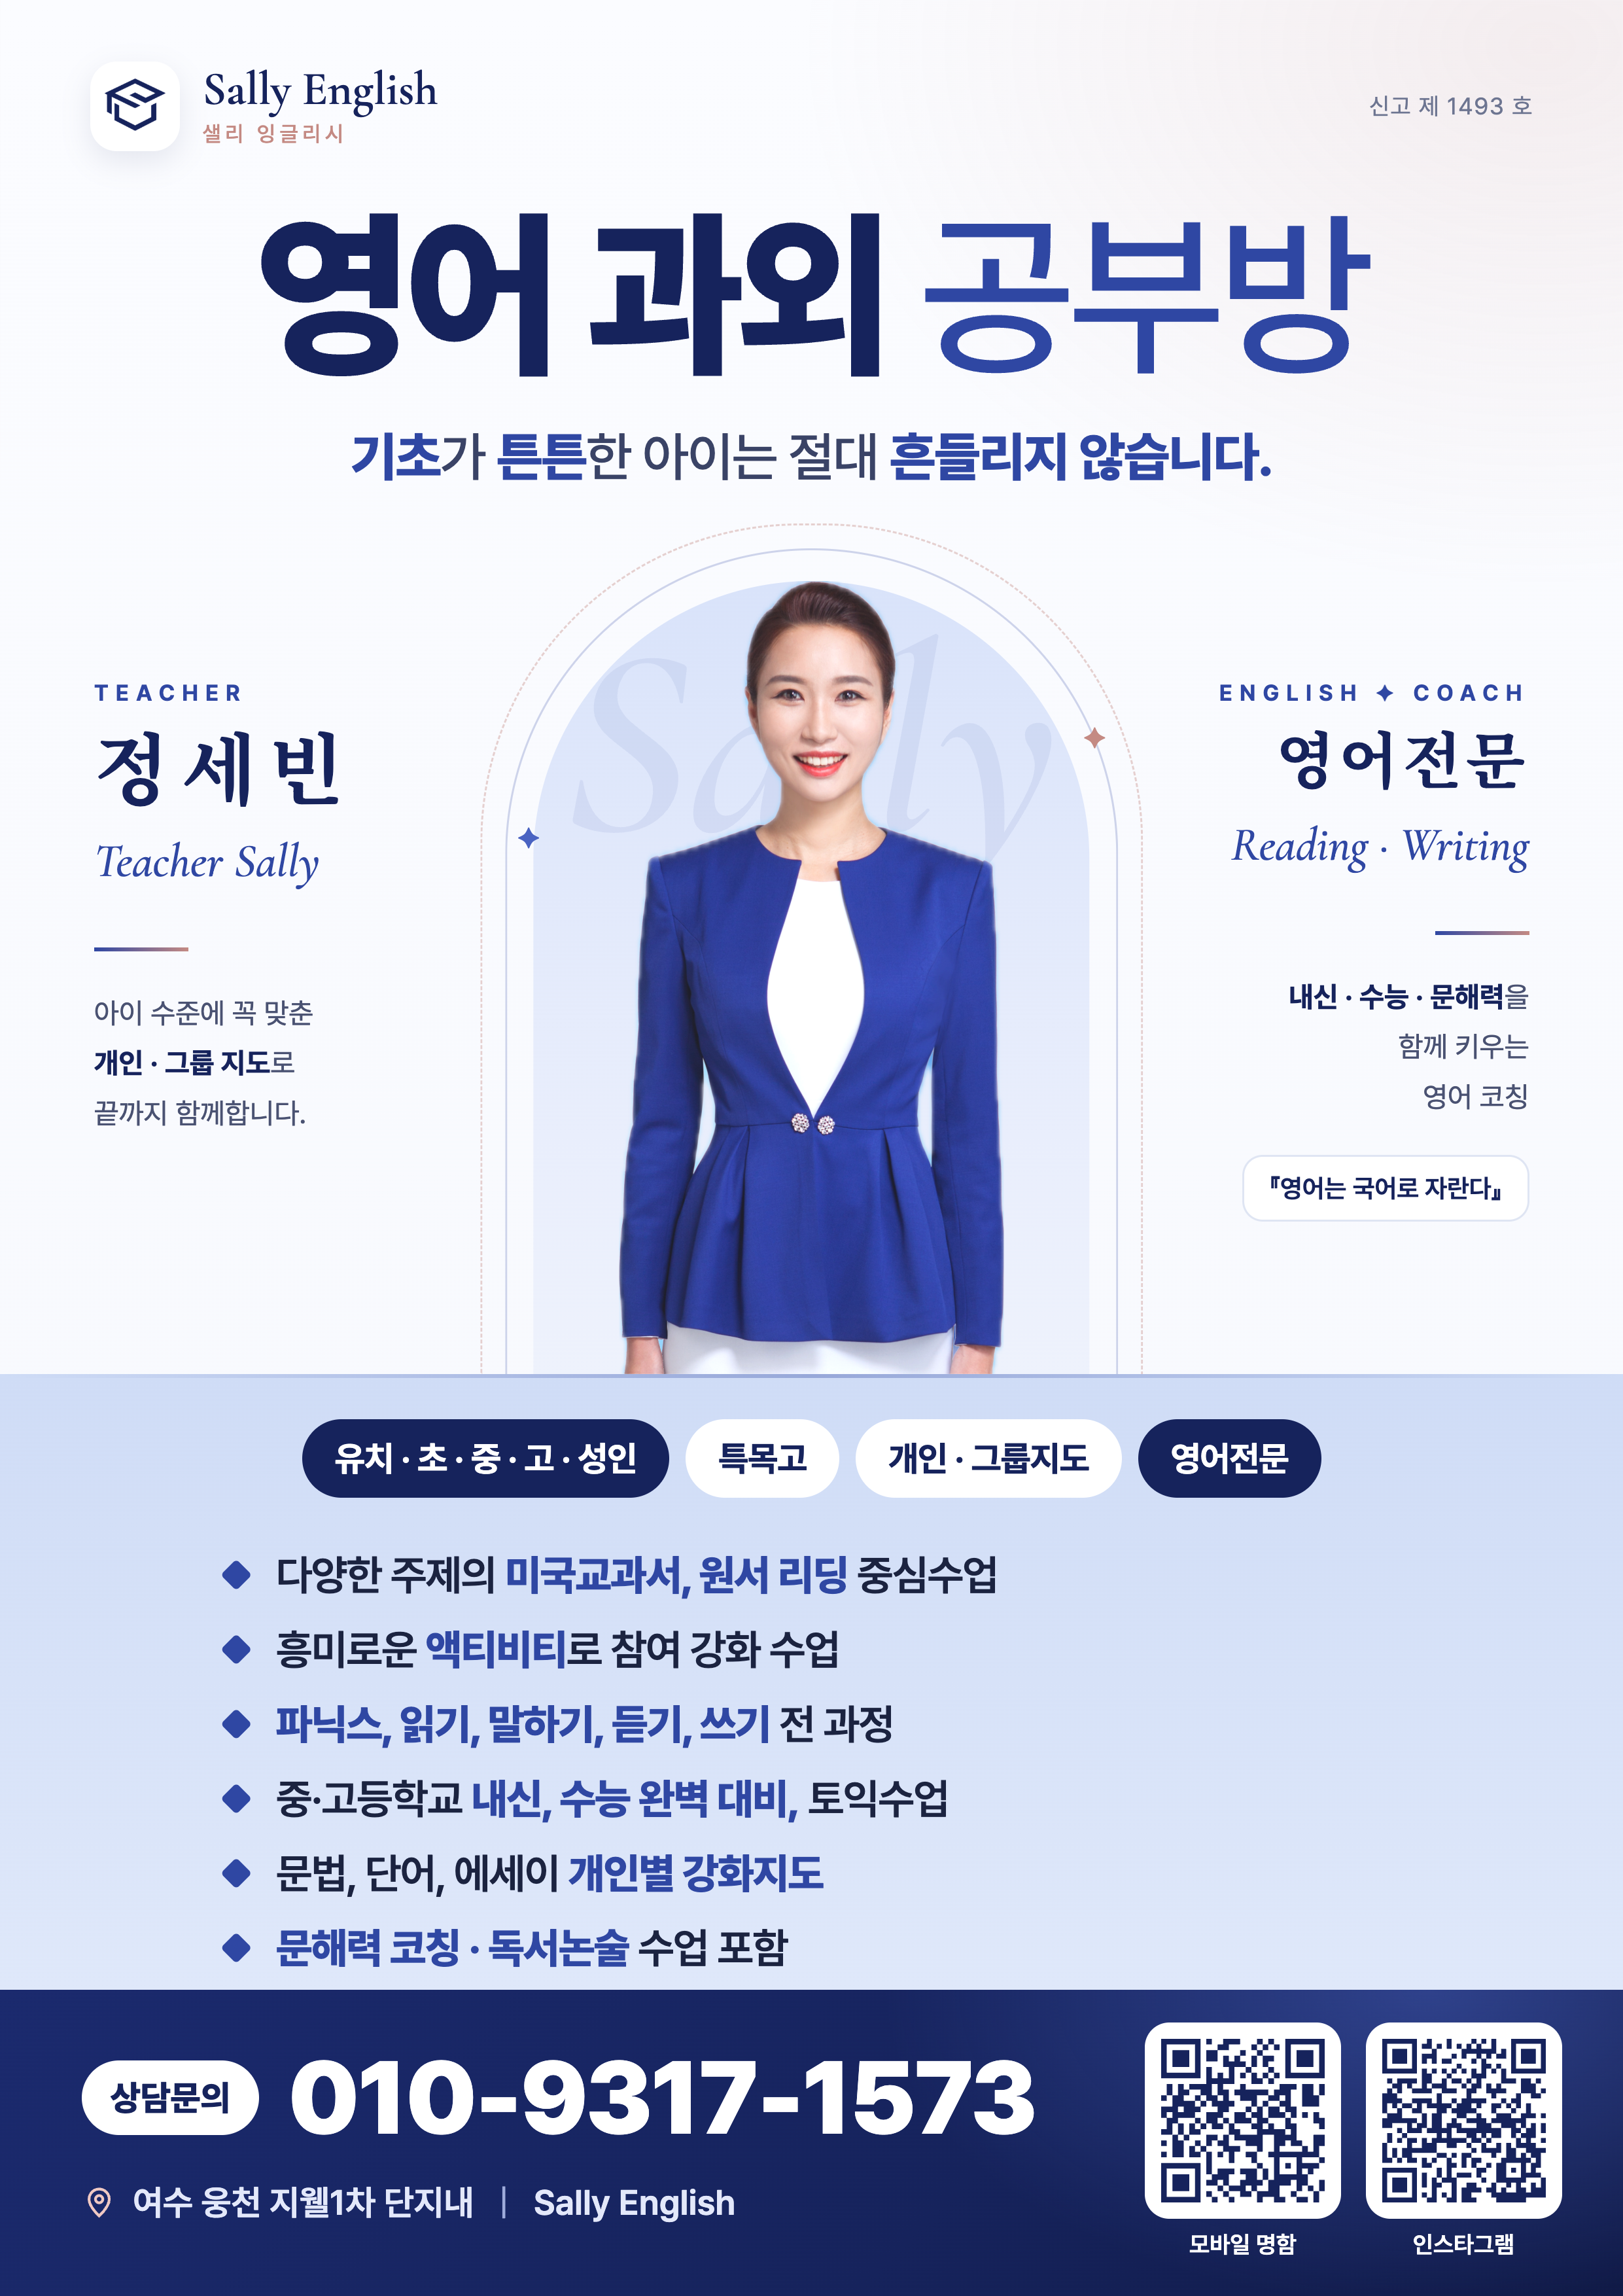 Sally English
샐리 잉글리시
신고 제 1493 호
영어 과외 공부방
기초가 튼튼한 아이는 절대 흔들리지 않습니다.
Sally
TEACHER
정세빈
Teacher Sally
아이 수준에 꼭 맞춘
개인 · 그룹 지도로
끝까지 함께합니다.
ENGLISH ✦ COACH
영어전문
Reading · Writing
내신 · 수능 · 문해력을
함께 키우는
영어 코칭
『영어는 국어로 자란다』
유치 · 초 · 중 · 고 · 성인
특목고
개인 · 그룹지도
영어전문
다양한 주제의 미국교과서, 원서 리딩 중심수업
흥미로운 액티비티로 참여 강화 수업
파닉스, 읽기, 말하기, 듣기, 쓰기 전 과정
중·고등학교 내신, 수능 완벽 대비, 토익수업
문법, 단어, 에세이 개인별 강화지도
문해력 코칭 · 독서논술 수업 포함
상담문의 010-9317-1573
여수 웅천 지웰1차 단지내 | Sally English
모바일 명함
인스타그램